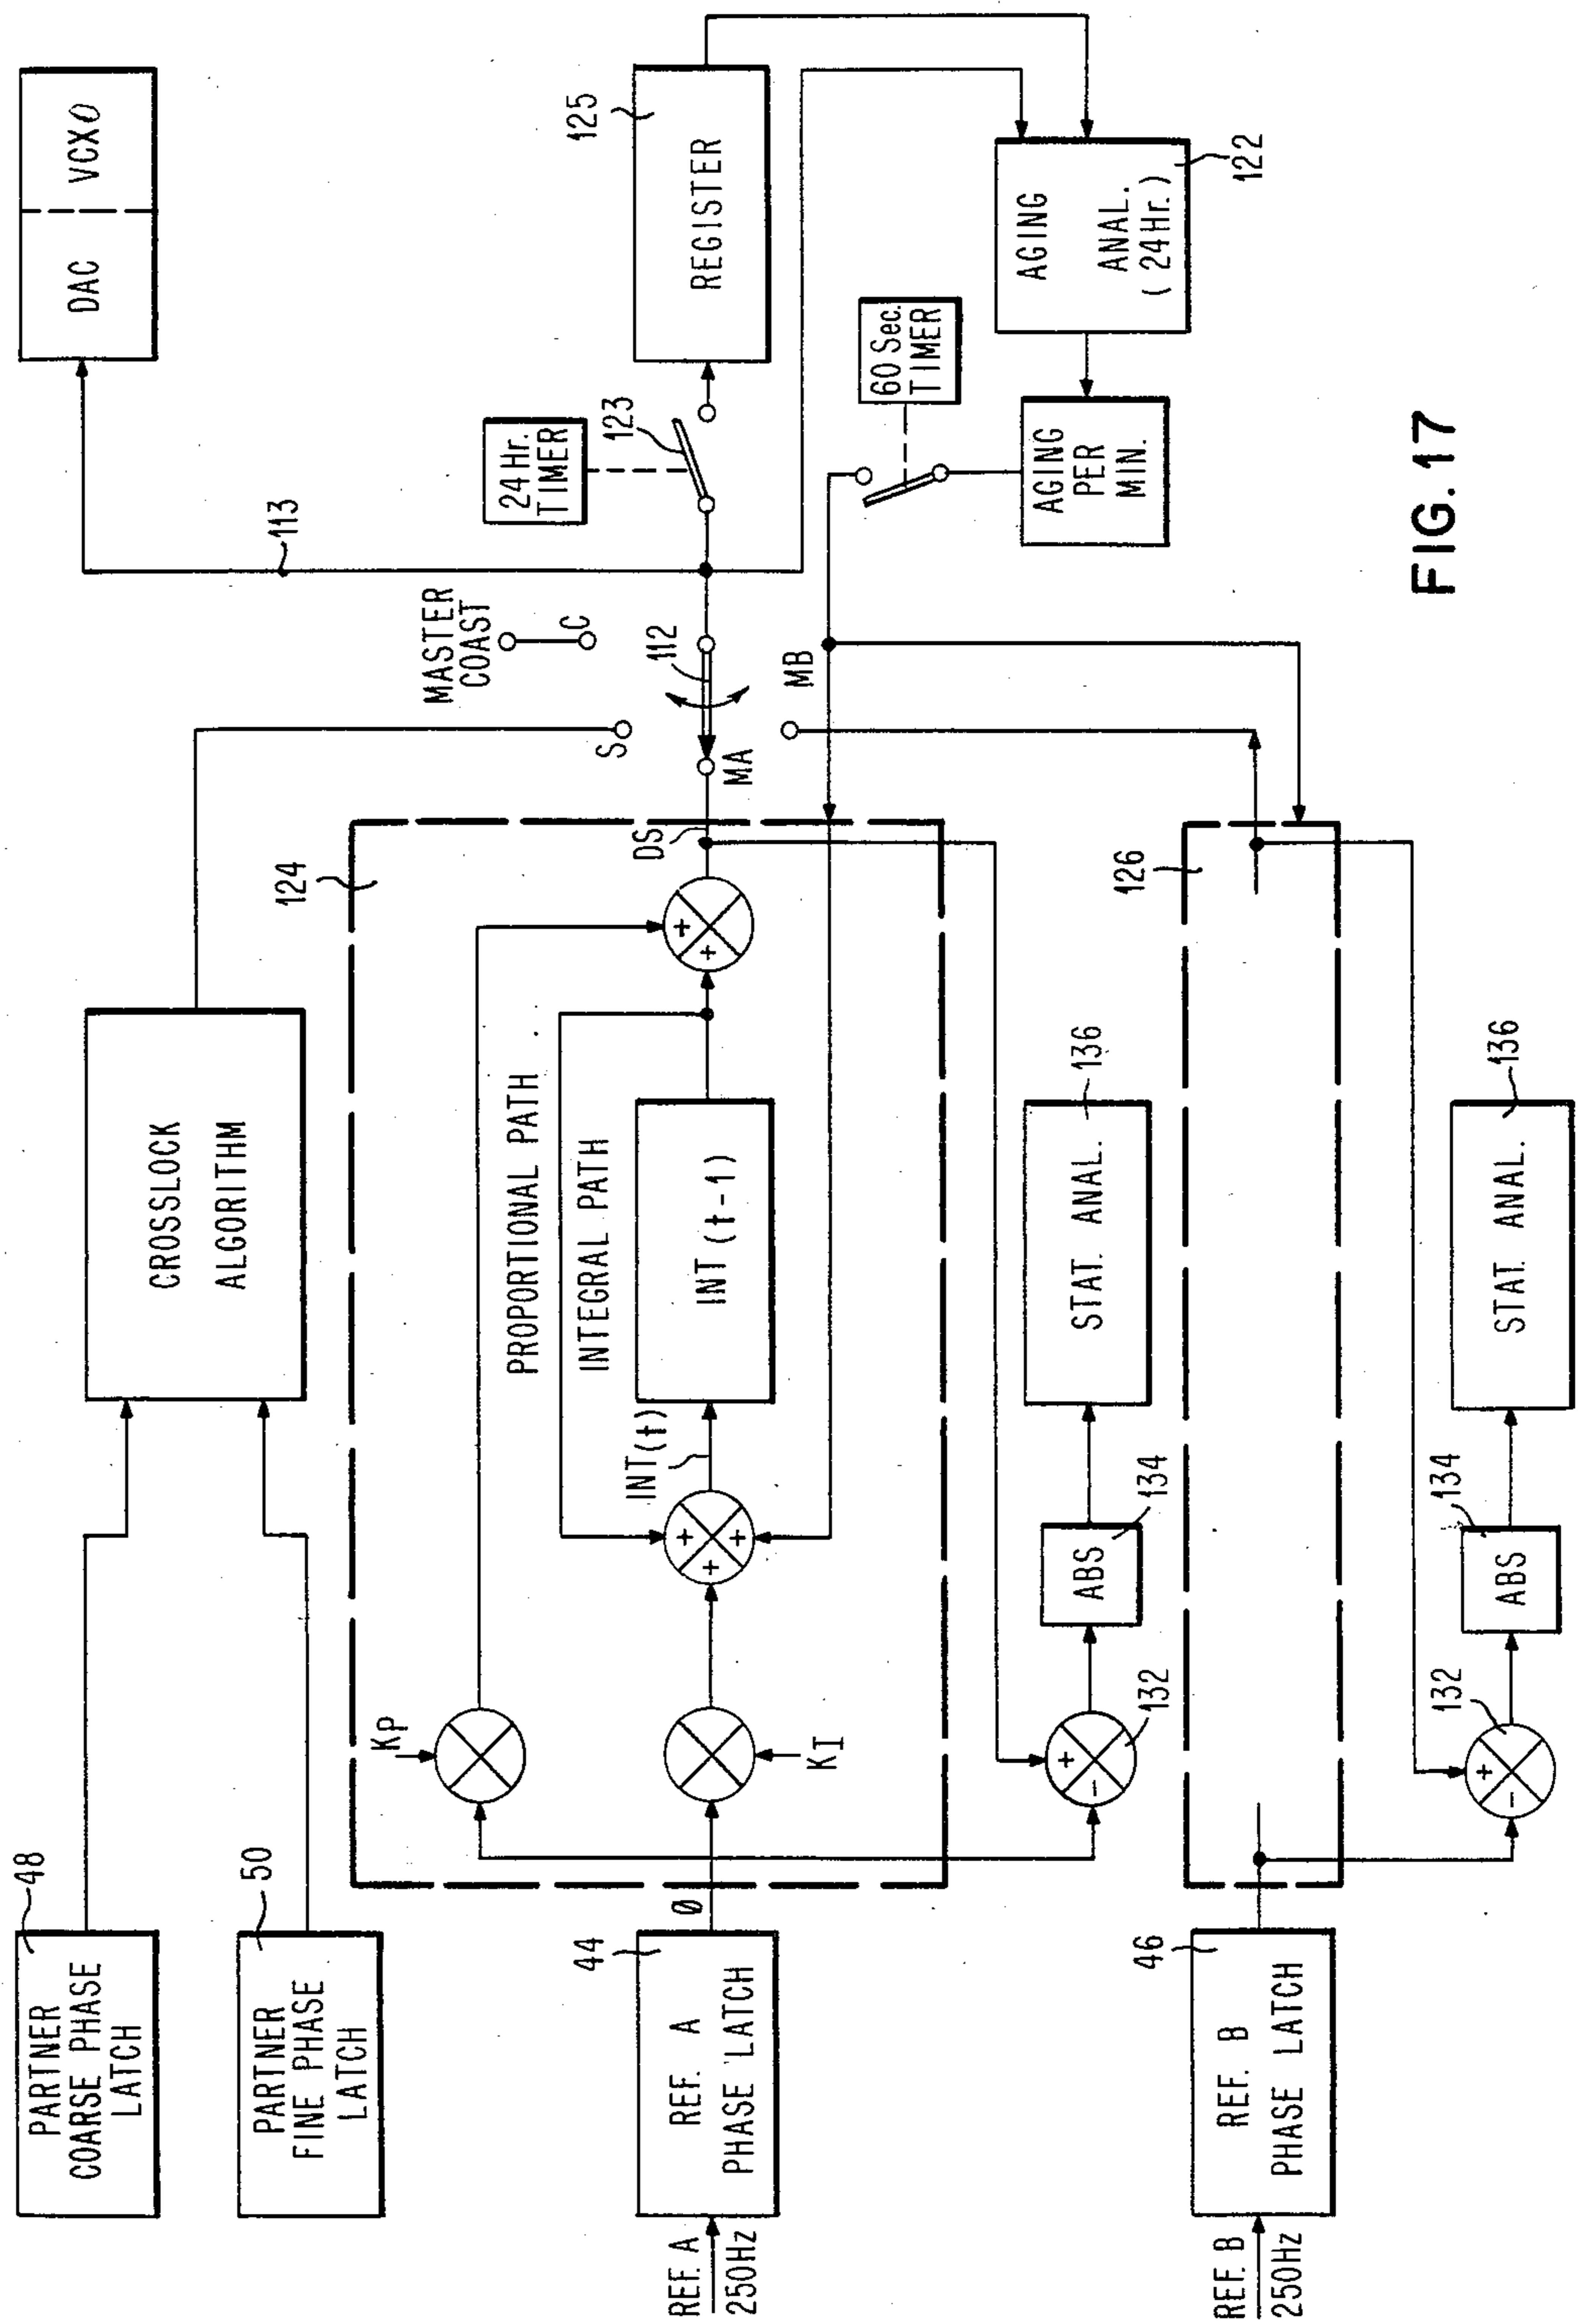 PARTNER
COARSE PHASE
LATCH
48
PARTNER
FINE PHASE
LATCH
50
CROSSLOCK
ALGORITHM
DAC
VCXO
113
MASTER
COAST
C
S
112
MA
MB
24 Hr.
TIMER
123
REGISTER
125
REF. A
250Hz
REF. A
PHASE LATCH
44
Ø
124
KP
KI
PROPORTIONAL PATH
INTEGRAL PATH
INT(t)
INT (t-1)
+
+
+
+
+
DS
60 Sec.
TIMER
AGING
PER
MIN.
AGING
ANAL.
(24Hr.)
122
+
-
132
ABS
134
STAT. ANAL.
136
REF. B
250Hz
REF. B
PHASE LATCH
46
126
+
-
132
ABS
134
STAT. ANAL.
136
FIG. 17